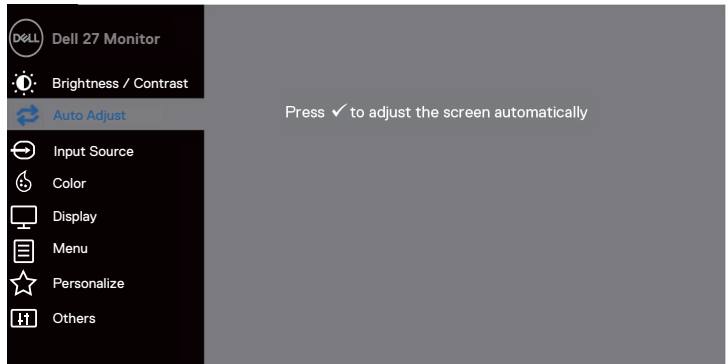 DELL Dell 27 Monitor
Brightness / Contrast
Auto Adjust
Press ✓ to adjust the screen automatically
Input Source
Color
Display
Menu
Personalize
Others